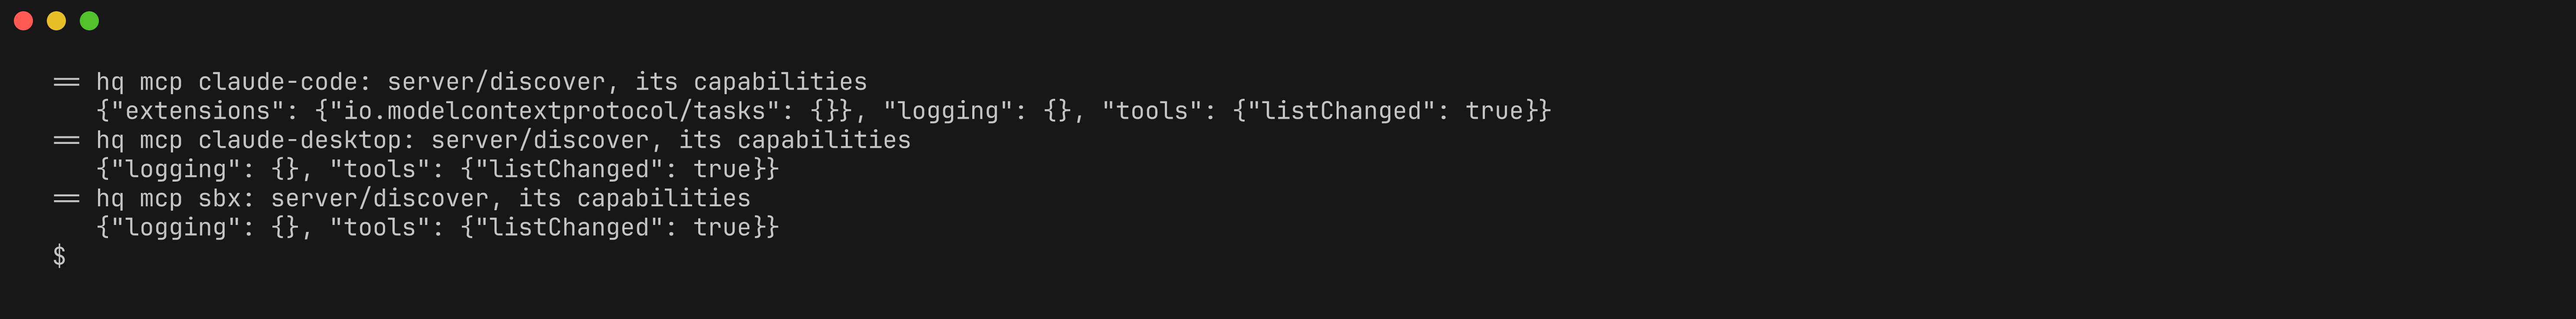 == hq mcp claude-code: server/discover, its capabilities
{"extensions": {"io.modelcontextprotocol/tasks": {}}, "logging": {}, "tools": {"listChanged": true}}
== hq mcp claude-desktop: server/discover, its capabilities
{"logging": {}, "tools": {"listChanged": true}}
== hq mcp sbx: server/discover, its capabilities
{"logging": {}, "tools": {"listChanged": true}}
$